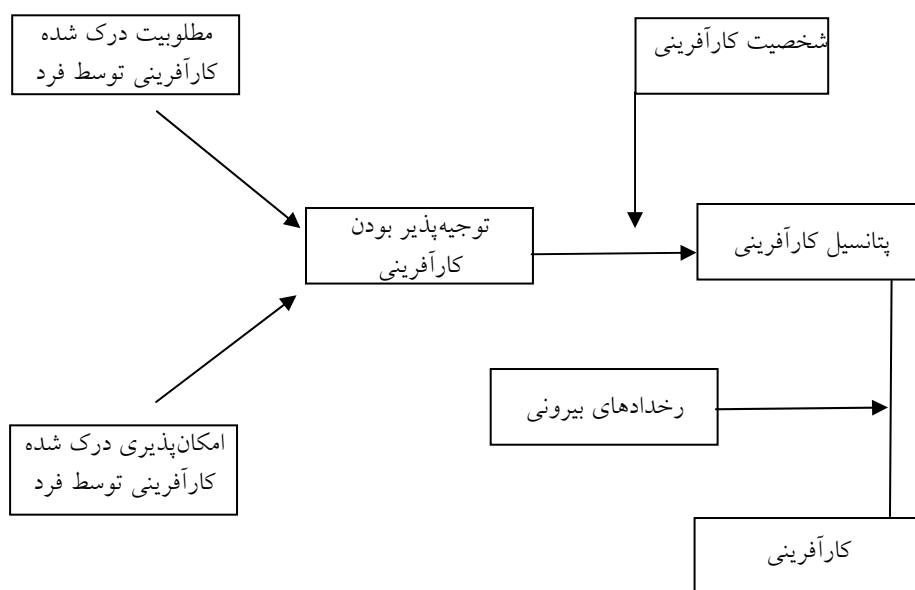 مطلوبیت درک شده
کارآفرینی توسط فرد
شخصیت کارآفرینی
توجیه‌پذیر بودن
کارآفرینی
پتانسیل کارآفرینی
رخدادهای بیرونی
امکان‌پذیری درک شده
کارآفرینی توسط فرد
کارآفرینی